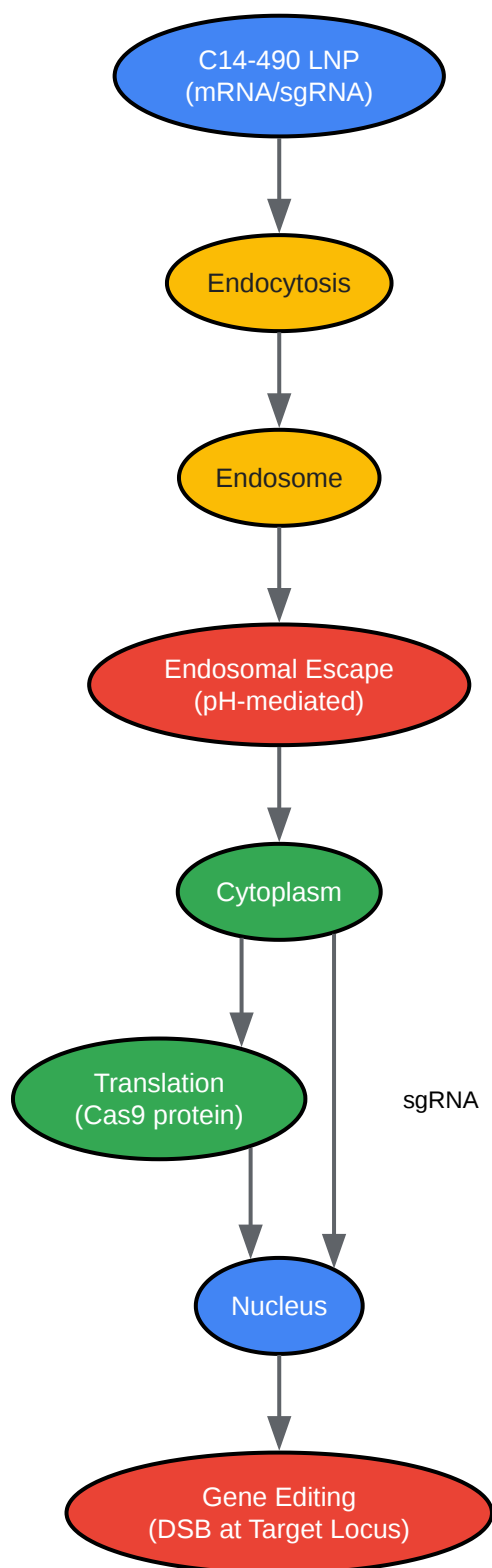 C14-490 LNP
(mRNA/sgRNA)
Endocytosis
Endosome
Endosomal Escape
(pH-mediated)
Cytoplasm
Translation
(Cas9 protein)
sgRNA
Nucleus
Gene Editing
(DSB at Target Locus)